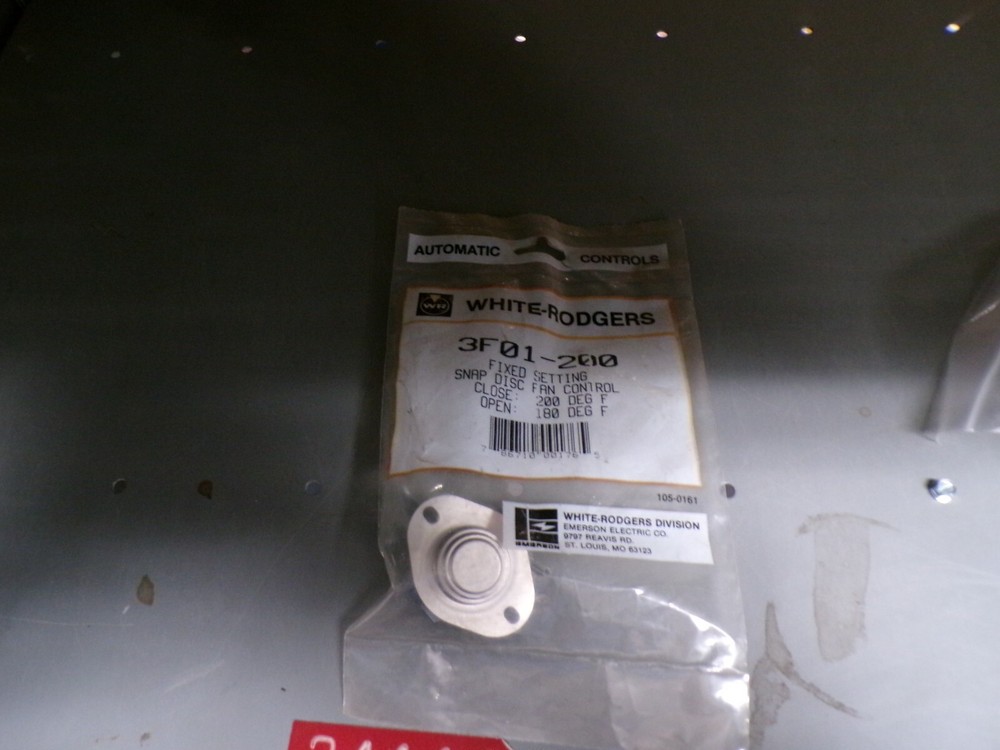 AUTOMATIC CONTROLS
WR WHITE-RODGERS
3F01-200
FIXED SETTING
SNAP DISC FAN CONTROL
CLOSE: 200 DEG F
OPEN: 180 DEG F
105-0161
WHITE-RODGERS DIVISION
EMERSON ELECTRIC CO.
9797 REAVIS RD.
ST. LOUIS, MO 63123
EMERSON